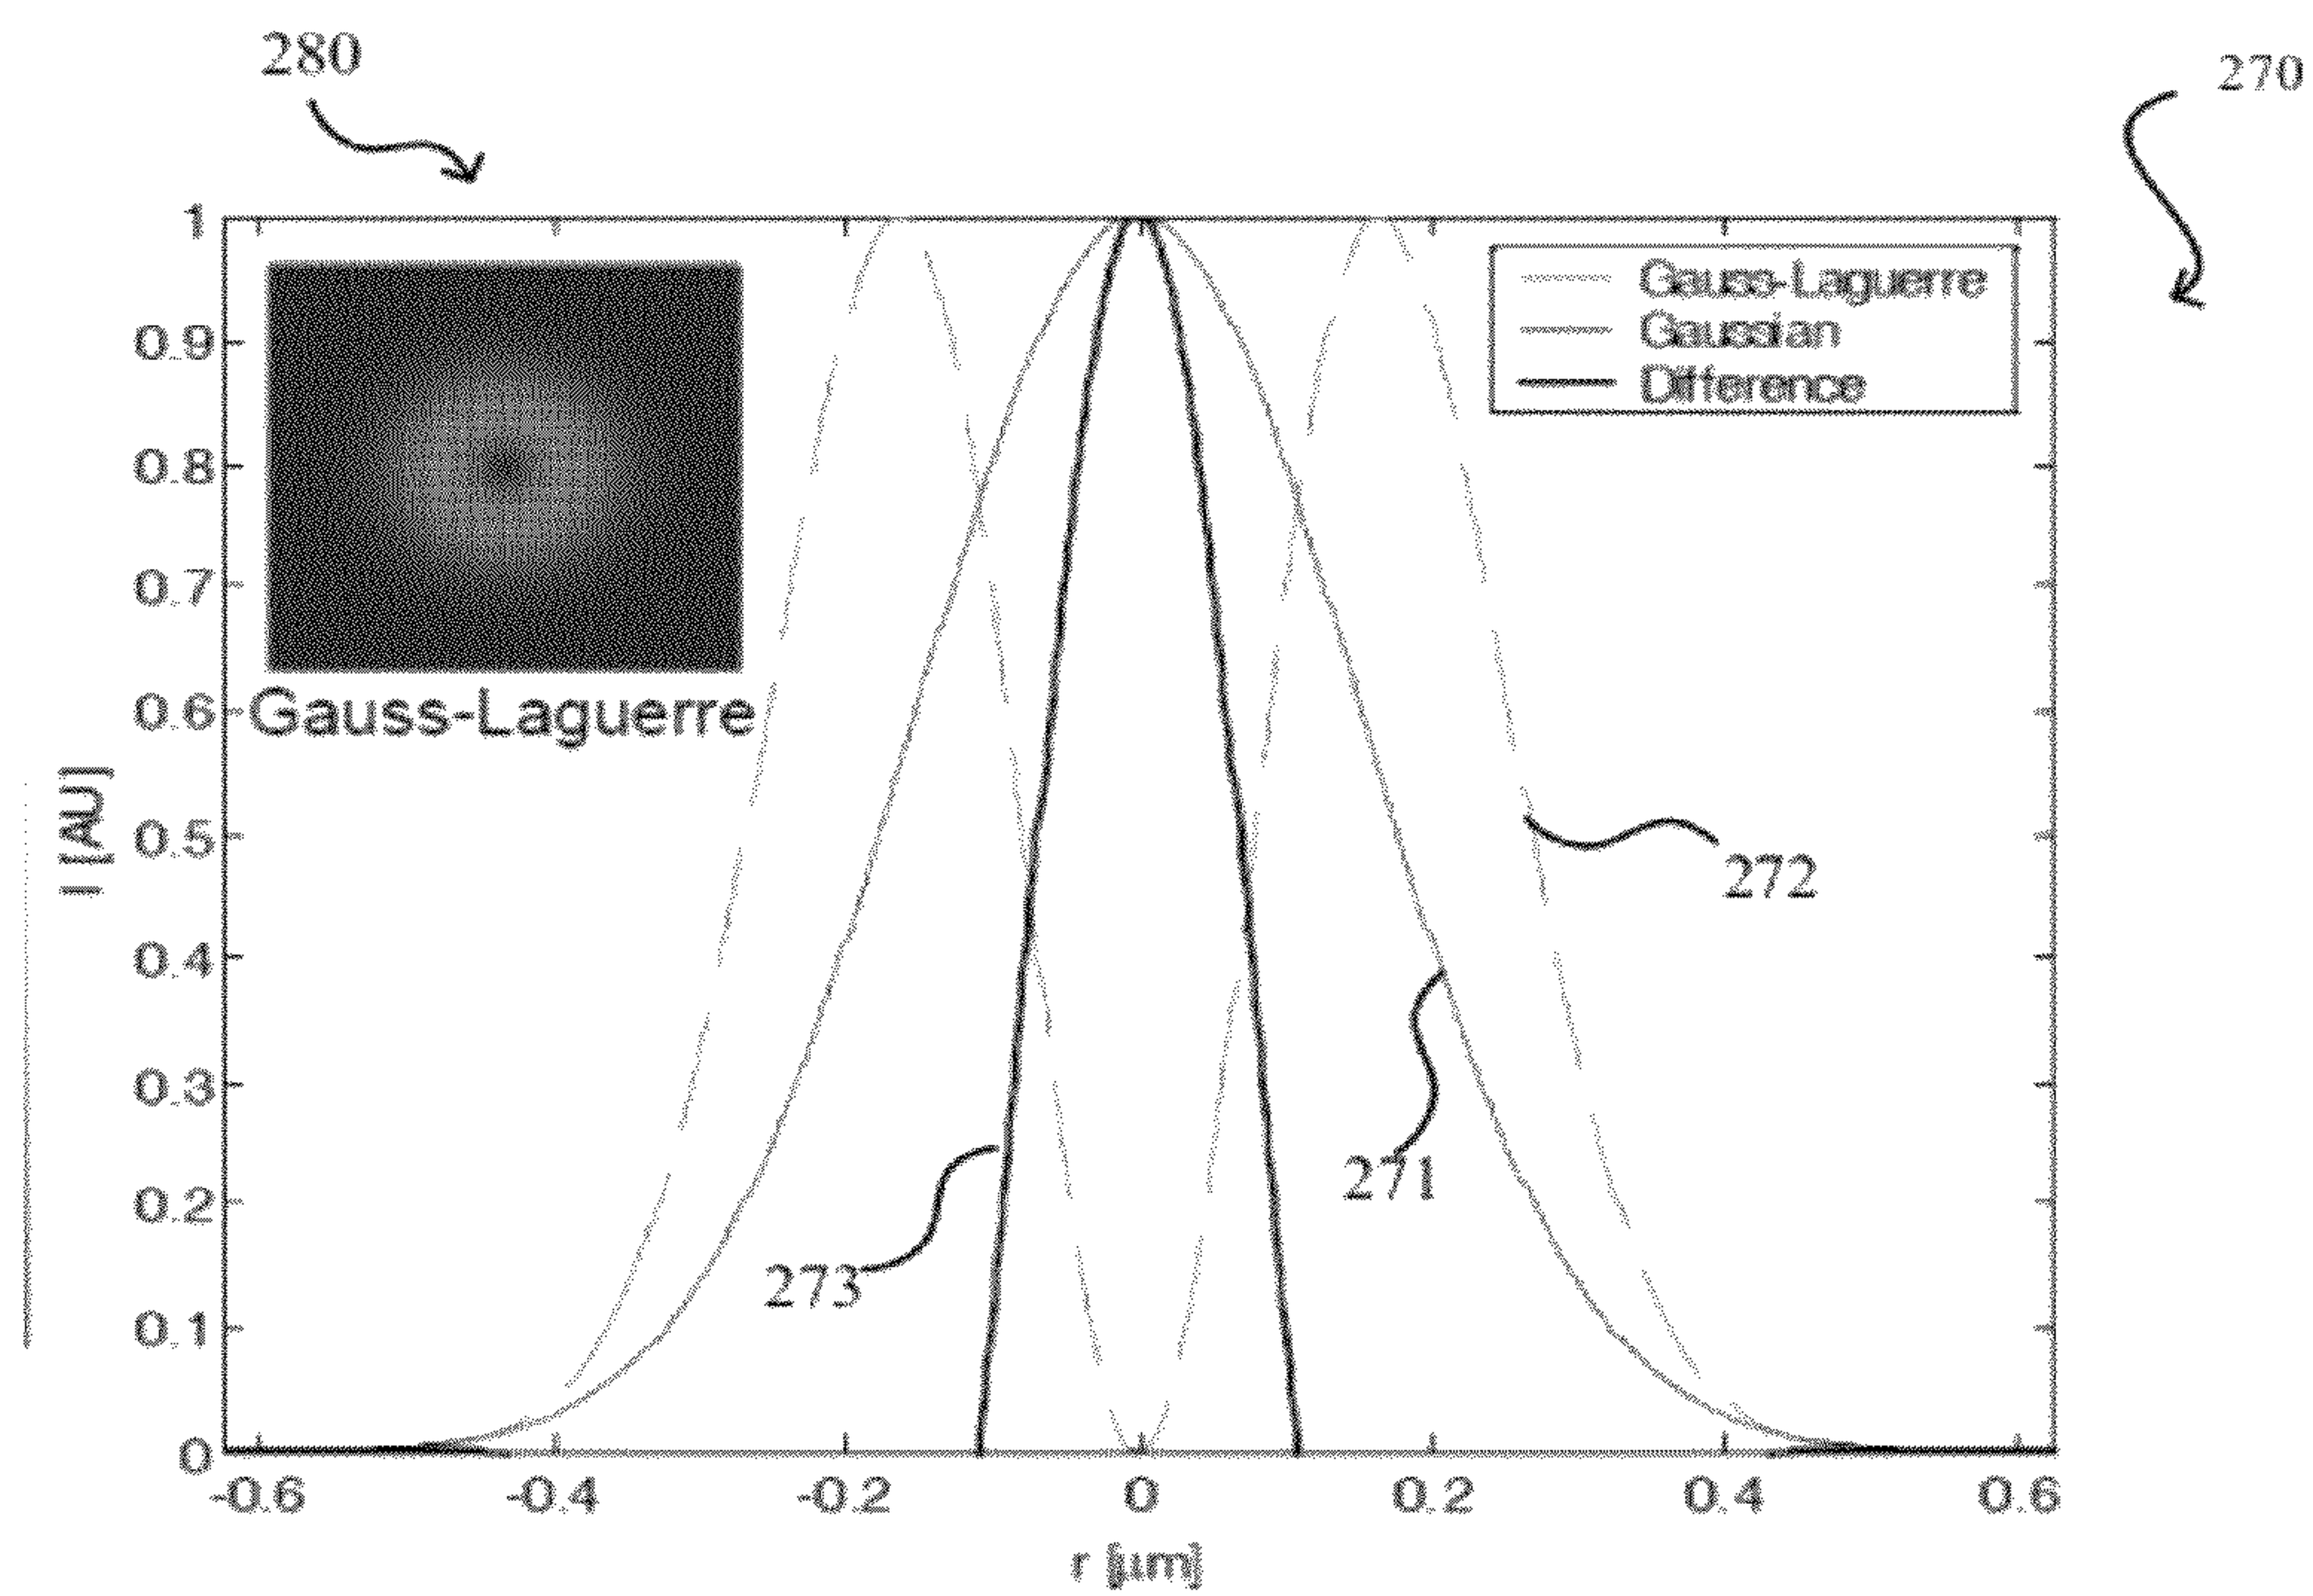 280
270
1
Gauss-Laguerre
Gaussian
Difference
0.9
0.8
0.7
0.6
Gauss-Laguerre
I [AU]
0.5
272
0.4
0.3
271
0.2
273
0.1
0
-0.6 -0.4 -0.2 0 0.2 0.4 0.6
r [μm]